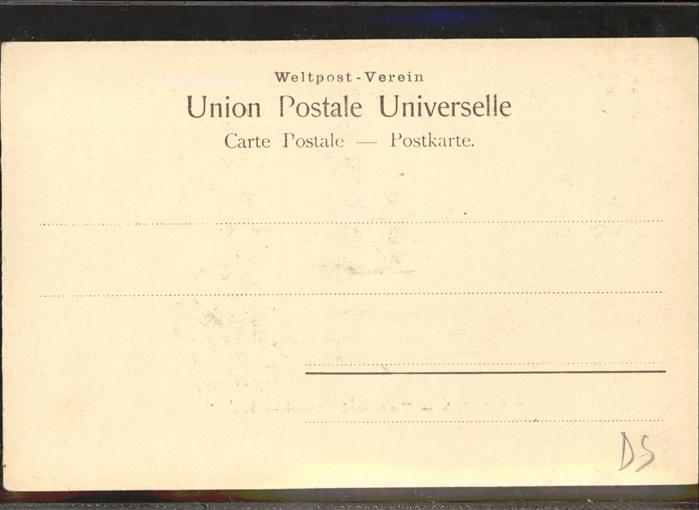 Weltpost-Verein
Union Postale Universelle
Carte Postale — Postkarte.
DS